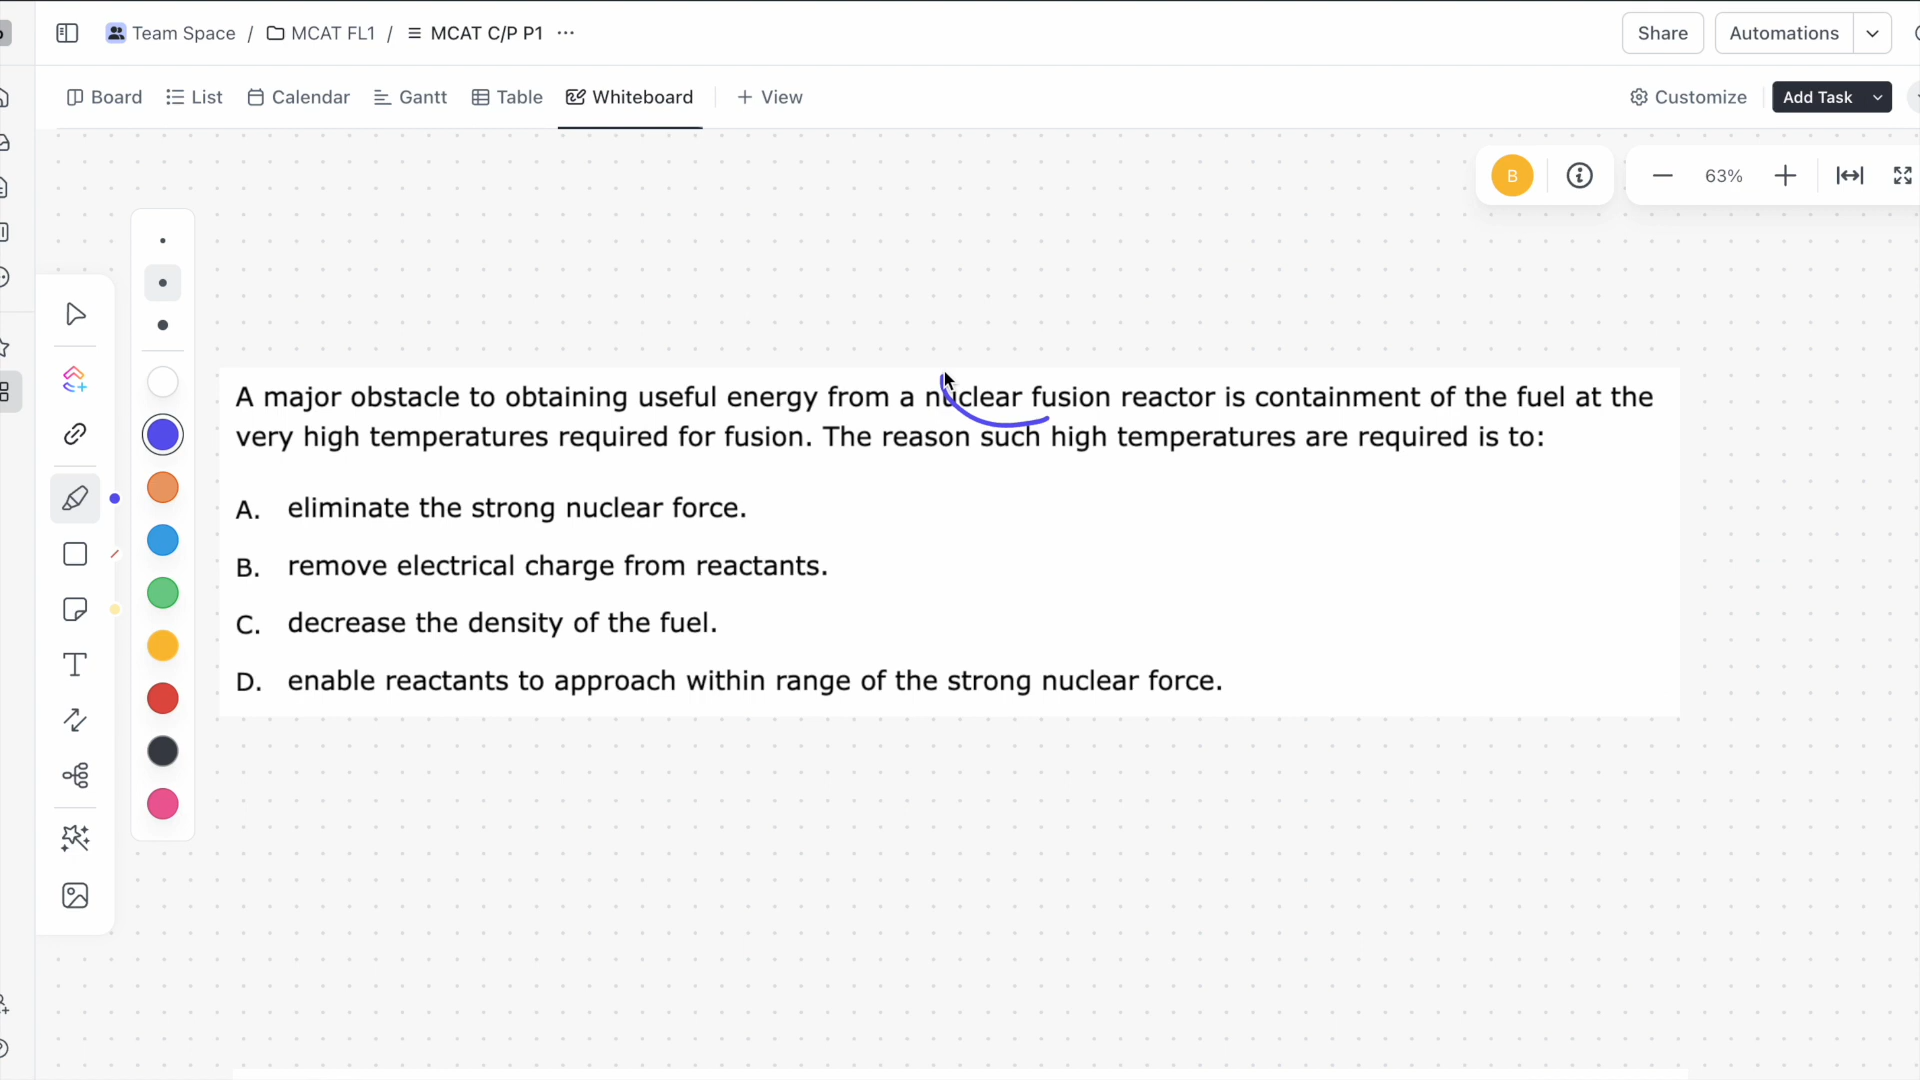 Team Space / MCAT FL1 / MCAT C/P P1 ...
Share
Automations
Board
List
Calendar
Gantt
Table
Whiteboard
+ View
Customize
Add Task
B
63%
A major obstacle to obtaining useful energy from a nuclear fusion reactor is containment of the fuel at the
very high temperatures required for fusion. The reason such high temperatures are required is to:
A. eliminate the strong nuclear force.
B. remove electrical charge from reactants.
C. decrease the density of the fuel.
D. enable reactants to approach within range of the strong nuclear force.